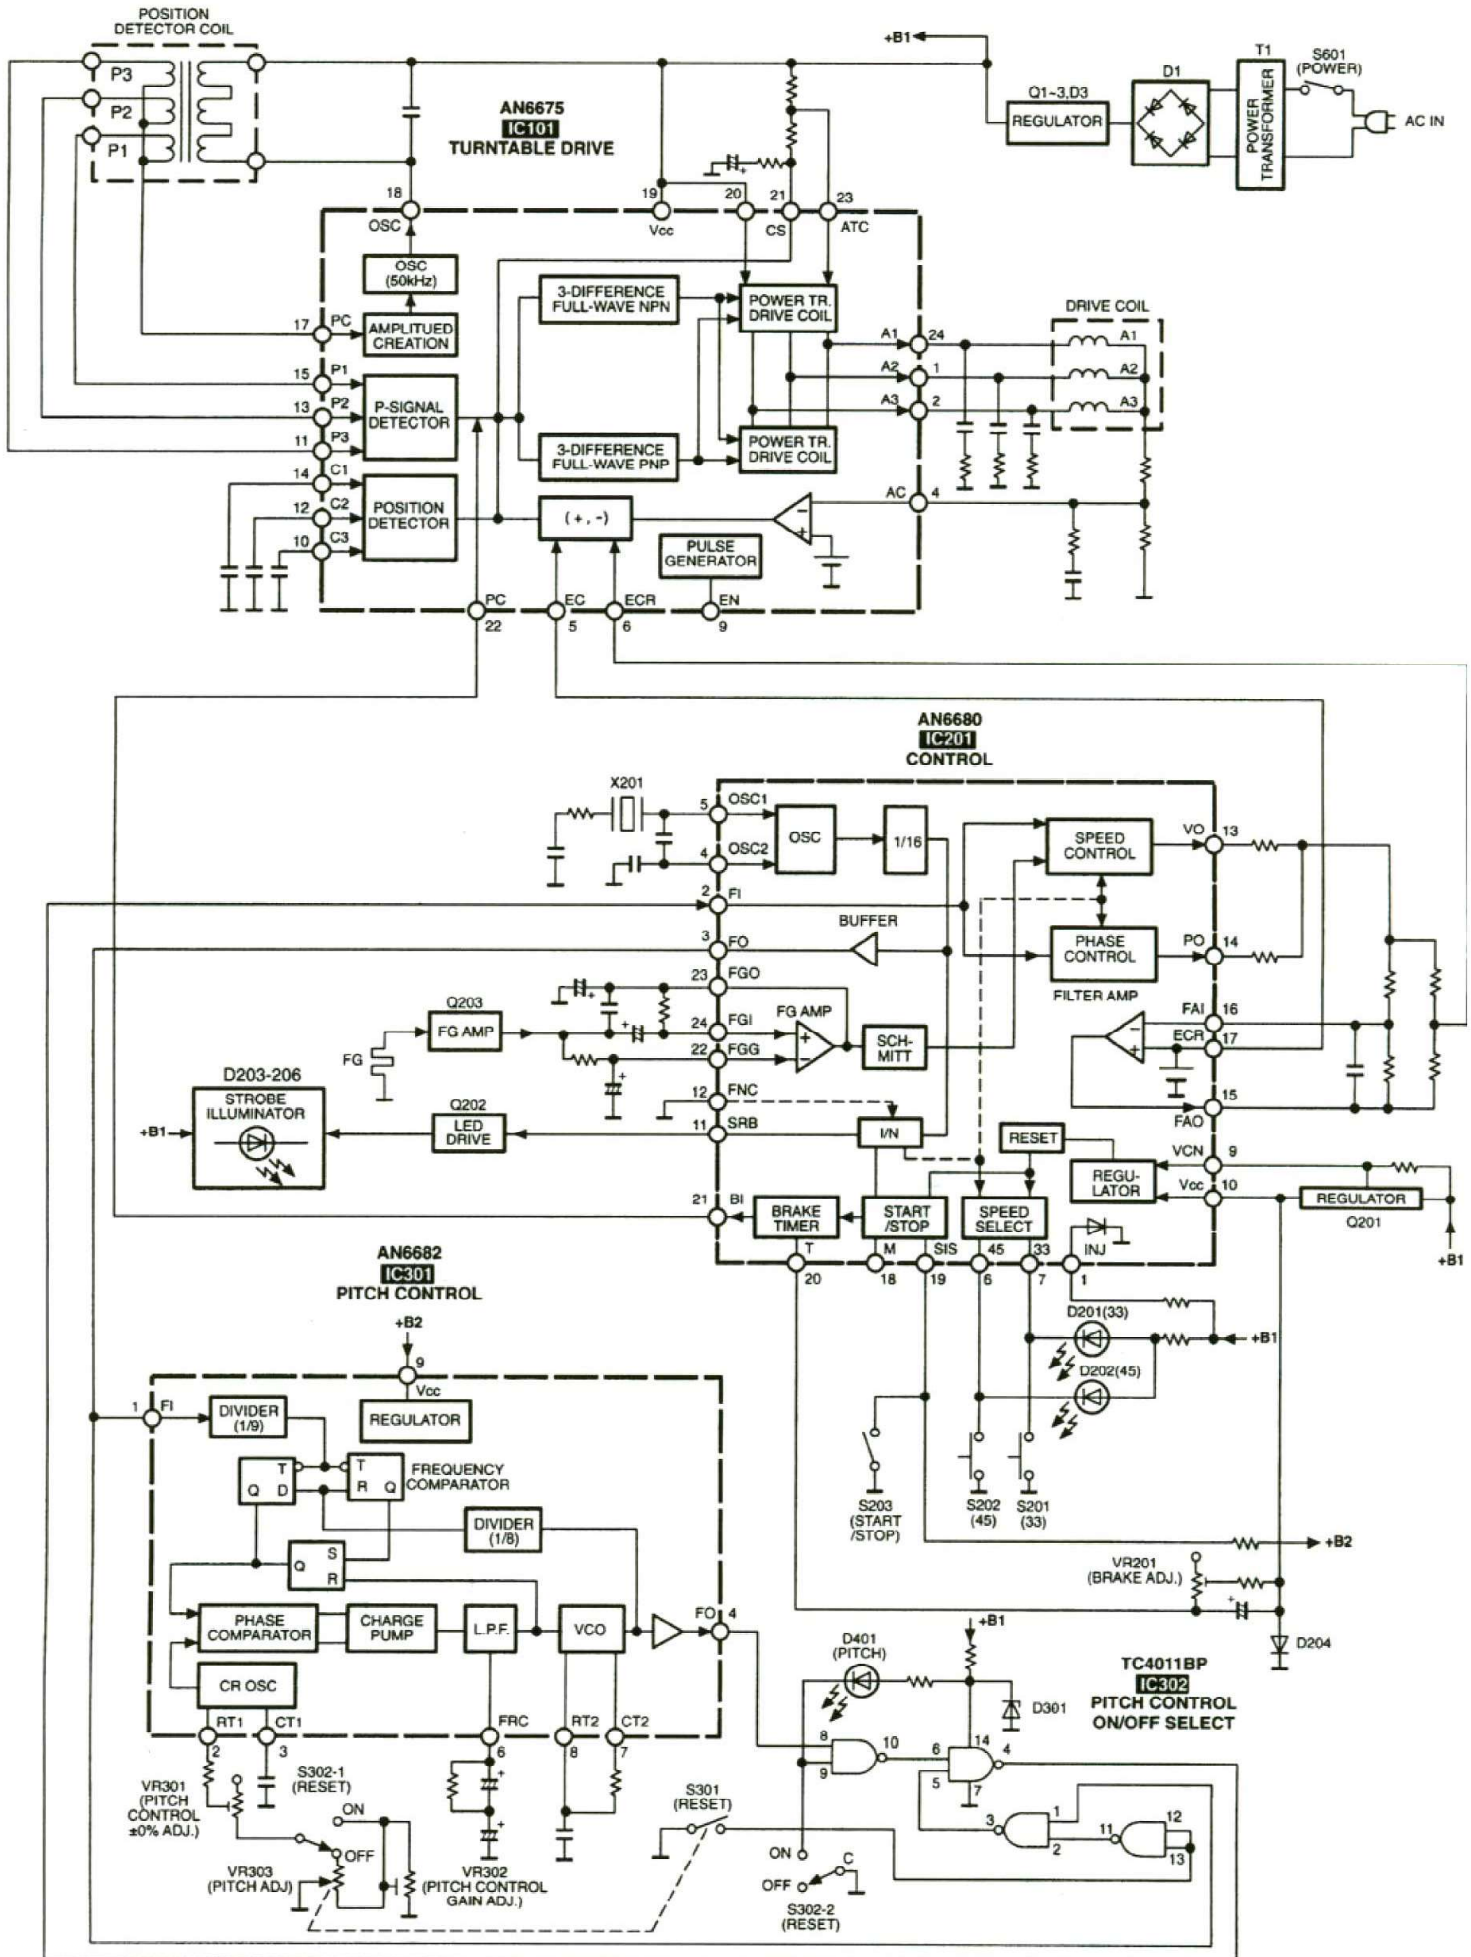 POSITION
DETECTOR COIL
P3
P2
P1
AN6675
IC101
TURNTABLE DRIVE
+B1
Q1~3,D3
REGULATOR
D1
T1
POWER
TRANSFORMER
S601
(POWER)
AC IN
18
OSC
19
Vcc
20
21
CS
23
ATC
OSC
(50kHz)
AMPLITUED
CREATION
17
PC
15
P1
13
P2
11
P3
14
C1
12
C2
10
C3
P-SIGNAL
DETECTOR
POSITION
DETECTOR
3-DIFFERENCE
FULL-WAVE NPN
3-DIFFERENCE
FULL-WAVE PNP
POWER TR.
DRIVE COIL
POWER TR.
DRIVE COIL
A1
24
A2
1
A3
2
AC
4
DRIVE COIL
A1
A2
A3
(+,-)
-
+
PULSE
GENERATOR
PC
22
EC
5
ECR
6
EN
9
AN6680
IC201
CONTROL
X201
5
OSC1
4
OSC2
2
FI
3
FO
23
FGO
24
FGI
22
FGG
12
FNC
11
SRB
21
BI
OSC
1/16
BUFFER
SPEED
CONTROL
PHASE
CONTROL
FILTER AMP
VO
13
PO
14
FAI
16
ECR
17
15
FAO
-
+
FG AMP
+
-
SCH-
MITT
Q203
FG AMP
FG
+
+
+
D203-206
STROBE
ILLUMINATOR
+B1
Q202
LED
DRIVE
I/N
RESET
REGU-
LATOR
VCN
9
Vcc
10
REGULATOR
Q201
+B1
BRAKE
TIMER
START
/STOP
SPEED
SELECT
T
20
M
18
SIS
19
45
6
33
7
INJ
1
D201(33)
D202(45)
+B1
S203
(START
/STOP)
S202
(45)
S201
(33)
+B2
VR201
(BRAKE ADJ.)
+
D204
AN6682
IC301
PITCH CONTROL
+B2
9
Vcc
REGULATOR
1
FI
DIVIDER
(1/9)
T
Q D
T
R Q
FREQUENCY
COMPARATOR
DIVIDER
(1/8)
S
Q
R
PHASE
COMPARATOR
CHARGE
PUMP
L.P.F.
VCO
FO
4
CR OSC
RT1
2
CT1
3
FRC
6
RT2
8
CT2
7
+
+
VR301
(PITCH
CONTROL
±0% ADJ.)
S302-1
(RESET)
ON
OFF
VR303
(PITCH ADJ)
VR302
(PITCH CONTROL
GAIN ADJ.)
S301
(RESET)
D401
(PITCH)
+B1
D301
TC4011BP
IC302
PITCH CONTROL
ON/OFF SELECT
8
9
10
6
5
14
7
4
3
1
2
11
12
13
ON
OFF
C
S302-2
(RESET)